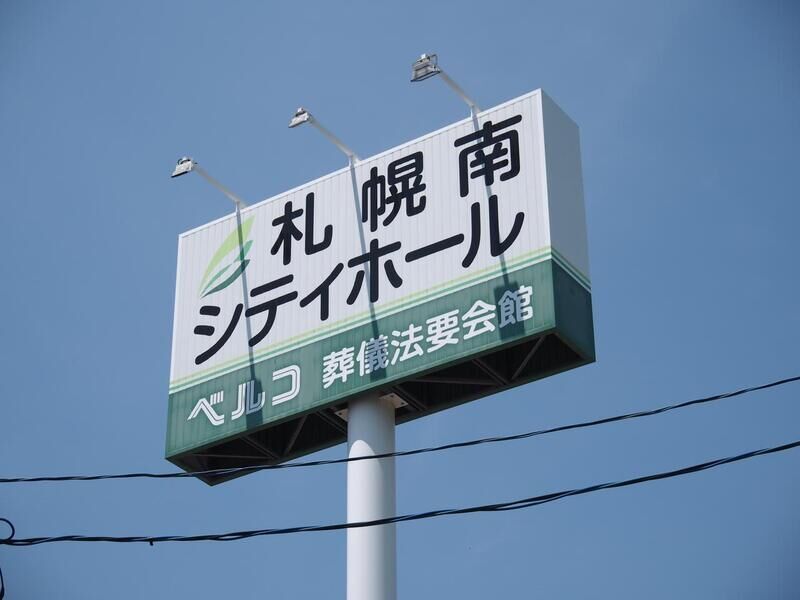 札幌南
シティホール
ベルコ 葬儀法要会館